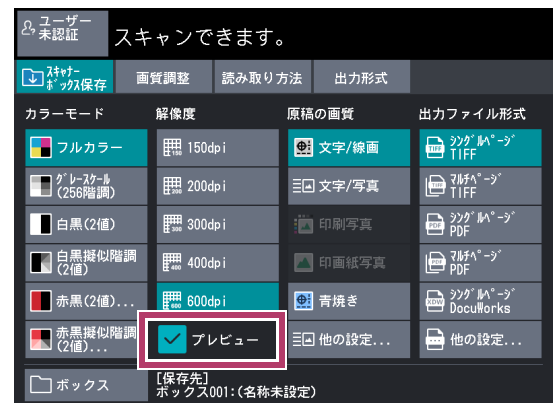 ユーザー
未認証
スキャンできます。
スキャナー
ボックス保存
画質調整
読み取り方法
出力形式
カラーモード
解像度
原稿の画質
出力ファイル形式
フルカラー
150dpi
文字/線画
シングルページ
TIFF
グレースケール
(256階調)
200dpi
文字/写真
マルチページ
TIFF
白黒(2値)
300dpi
印刷写真
シングルページ
PDF
白黒擬似階調
(2値)
400dpi
印画紙写真
マルチページ
PDF
赤黒(2値)...
600dpi
青焼き
シングルページ
DocuWorks
赤黒擬似階調
(2値)...
プレビュー
他の設定...
他の設定...
ボックス
[保存先]
ボックス001:(名称未設定)